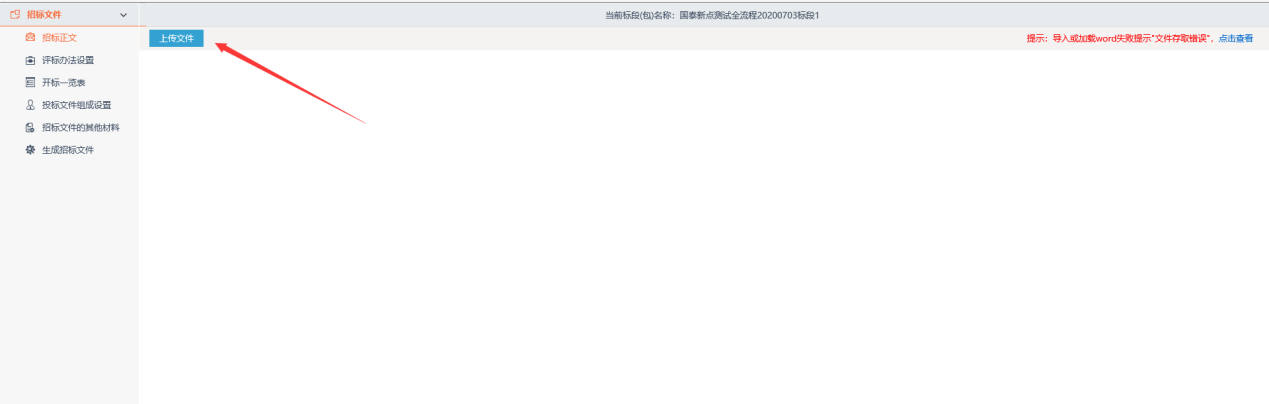 招标文件
当前标段(包)名称：国泰新点测试全流程20200703标段1
招标正文
上传文件
提示：导入或加载word失败提示"文件存取错误"，点击查看
评标办法设置
开标一览表
投标文件组成设置
招标文件的其他材料
生成招标文件